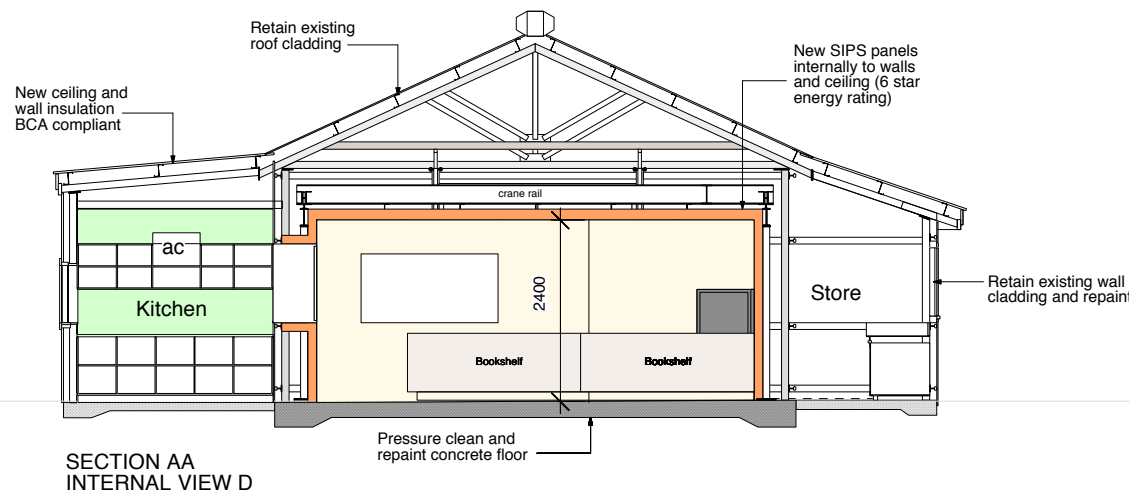 Retain existing
roof cladding
New SIPS panels
internally to walls
and ceiling (6 star
energy rating)
New ceiling and
wall insulation
BCA compliant
crane rail
ac
Kitchen
2400
Store
Retain existing wall
cladding and repaint
Bookshelf
Bookshelf
Pressure clean and
repaint concrete floor
SECTION AA
INTERNAL VIEW D